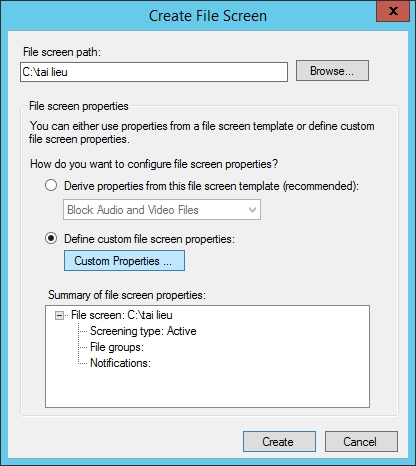 Create File Screen
x
File screen path:
C:\tai lieu
Browse...
File screen properties
You can either use properties from a file screen template or define custom
file screen properties.
How do you want to configure file screen properties?
Derive properties from this file screen template (recommended):
Block Audio and Video Files
Define custom file screen properties:
Custom Properties ...
Summary of file screen properties:
File screen: C:\tai lieu
Screening type: Active
File groups:
Notifications:
Create
Cancel